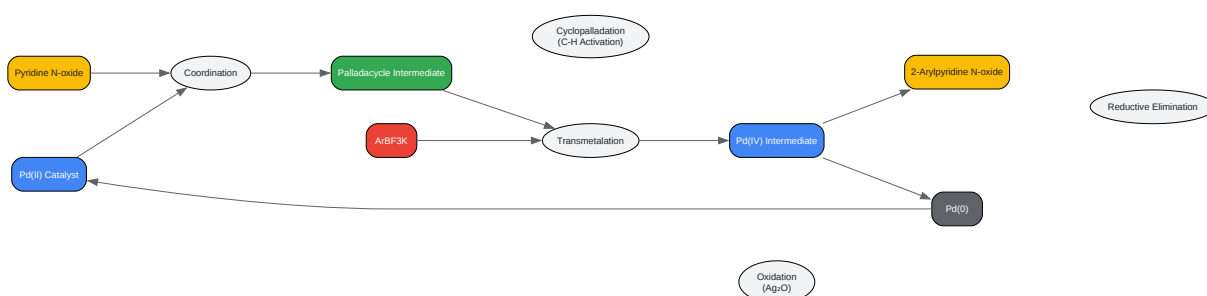 Cyclopalladation
(C-H Activation)
Pyridine N-oxide
Coordination
Palladacycle Intermediate
2-Arylpyridine N-oxide
Reductive Elimination
ArBF3K
Transmetalation
Pd(IV) Intermediate
Pd(II) Catalyst
Pd(0)
Oxidation
(Ag₂O)